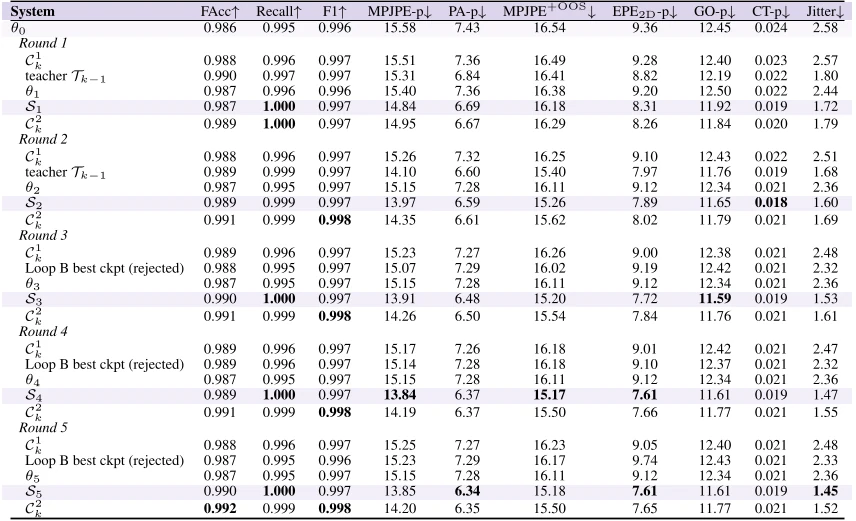 System FAcc↑ Recall↑ F1↑ MPJPE-p↓ PA-p↓ MPJPE⁺ᴼᴼˢ↓ EPE₂D-p↓ GO-p↓ CT-p↓ Jitter↓
θ₀ 0.986 0.995 0.996 15.58 7.43 16.54 9.36 12.45 0.024 2.58
Round 1
𝒞¹ₖ 0.988 0.996 0.997 15.51 7.36 16.49 9.28 12.40 0.023 2.57
teacher 𝒯ₖ₋₁ 0.990 0.997 0.997 15.31 6.84 16.41 8.82 12.19 0.022 1.80
θ₁ 0.987 0.996 0.996 15.40 7.36 16.38 9.20 12.50 0.022 2.44
𝒮₁ 0.987 1.000 0.997 14.84 6.69 16.18 8.31 11.92 0.019 1.72
𝒞²ₖ 0.989 1.000 0.997 14.95 6.67 16.29 8.26 11.84 0.020 1.79
Round 2
𝒞¹ₖ 0.988 0.996 0.997 15.26 7.32 16.25 9.10 12.43 0.022 2.51
teacher 𝒯ₖ₋₁ 0.989 0.999 0.997 14.10 6.60 15.40 7.97 11.76 0.019 1.68
θ₂ 0.987 0.995 0.997 15.15 7.28 16.11 9.12 12.34 0.021 2.36
𝒮₂ 0.989 0.999 0.997 13.97 6.59 15.26 7.89 11.65 0.018 1.60
𝒞²ₖ 0.991 0.999 0.998 14.35 6.61 15.62 8.02 11.79 0.021 1.69
Round 3
𝒞¹ₖ 0.989 0.996 0.997 15.23 7.27 16.26 9.00 12.38 0.021 2.48
Loop B best ckpt (rejected) 0.988 0.995 0.997 15.07 7.29 16.02 9.19 12.42 0.021 2.32
θ₃ 0.987 0.995 0.997 15.15 7.28 16.11 9.12 12.34 0.021 2.36
𝒮₃ 0.990 1.000 0.997 13.91 6.48 15.20 7.72 11.59 0.019 1.53
𝒞²ₖ 0.991 0.999 0.998 14.26 6.50 15.54 7.84 11.76 0.021 1.61
Round 4
𝒞¹ₖ 0.989 0.996 0.997 15.17 7.26 16.18 9.01 12.42 0.021 2.47
Loop B best ckpt (rejected) 0.989 0.996 0.997 15.14 7.28 16.18 9.10 12.37 0.021 2.32
θ₄ 0.987 0.995 0.997 15.15 7.28 16.11 9.12 12.34 0.021 2.36
𝒮₄ 0.989 1.000 0.997 13.84 6.37 15.17 7.61 11.61 0.019 1.47
𝒞²ₖ 0.991 0.999 0.998 14.19 6.37 15.50 7.66 11.77 0.021 1.55
Round 5
𝒞¹ₖ 0.988 0.996 0.997 15.25 7.27 16.23 9.05 12.40 0.021 2.48
Loop B best ckpt (rejected) 0.987 0.995 0.996 15.23 7.29 16.17 9.74 12.43 0.021 2.33
θ₅ 0.987 0.995 0.997 15.15 7.28 16.11 9.12 12.34 0.021 2.36
𝒮₅ 0.990 1.000 0.997 13.85 6.34 15.18 7.61 11.61 0.019 1.45
𝒞²ₖ 0.992 0.999 0.998 14.20 6.35 15.50 7.65 11.77 0.021 1.52